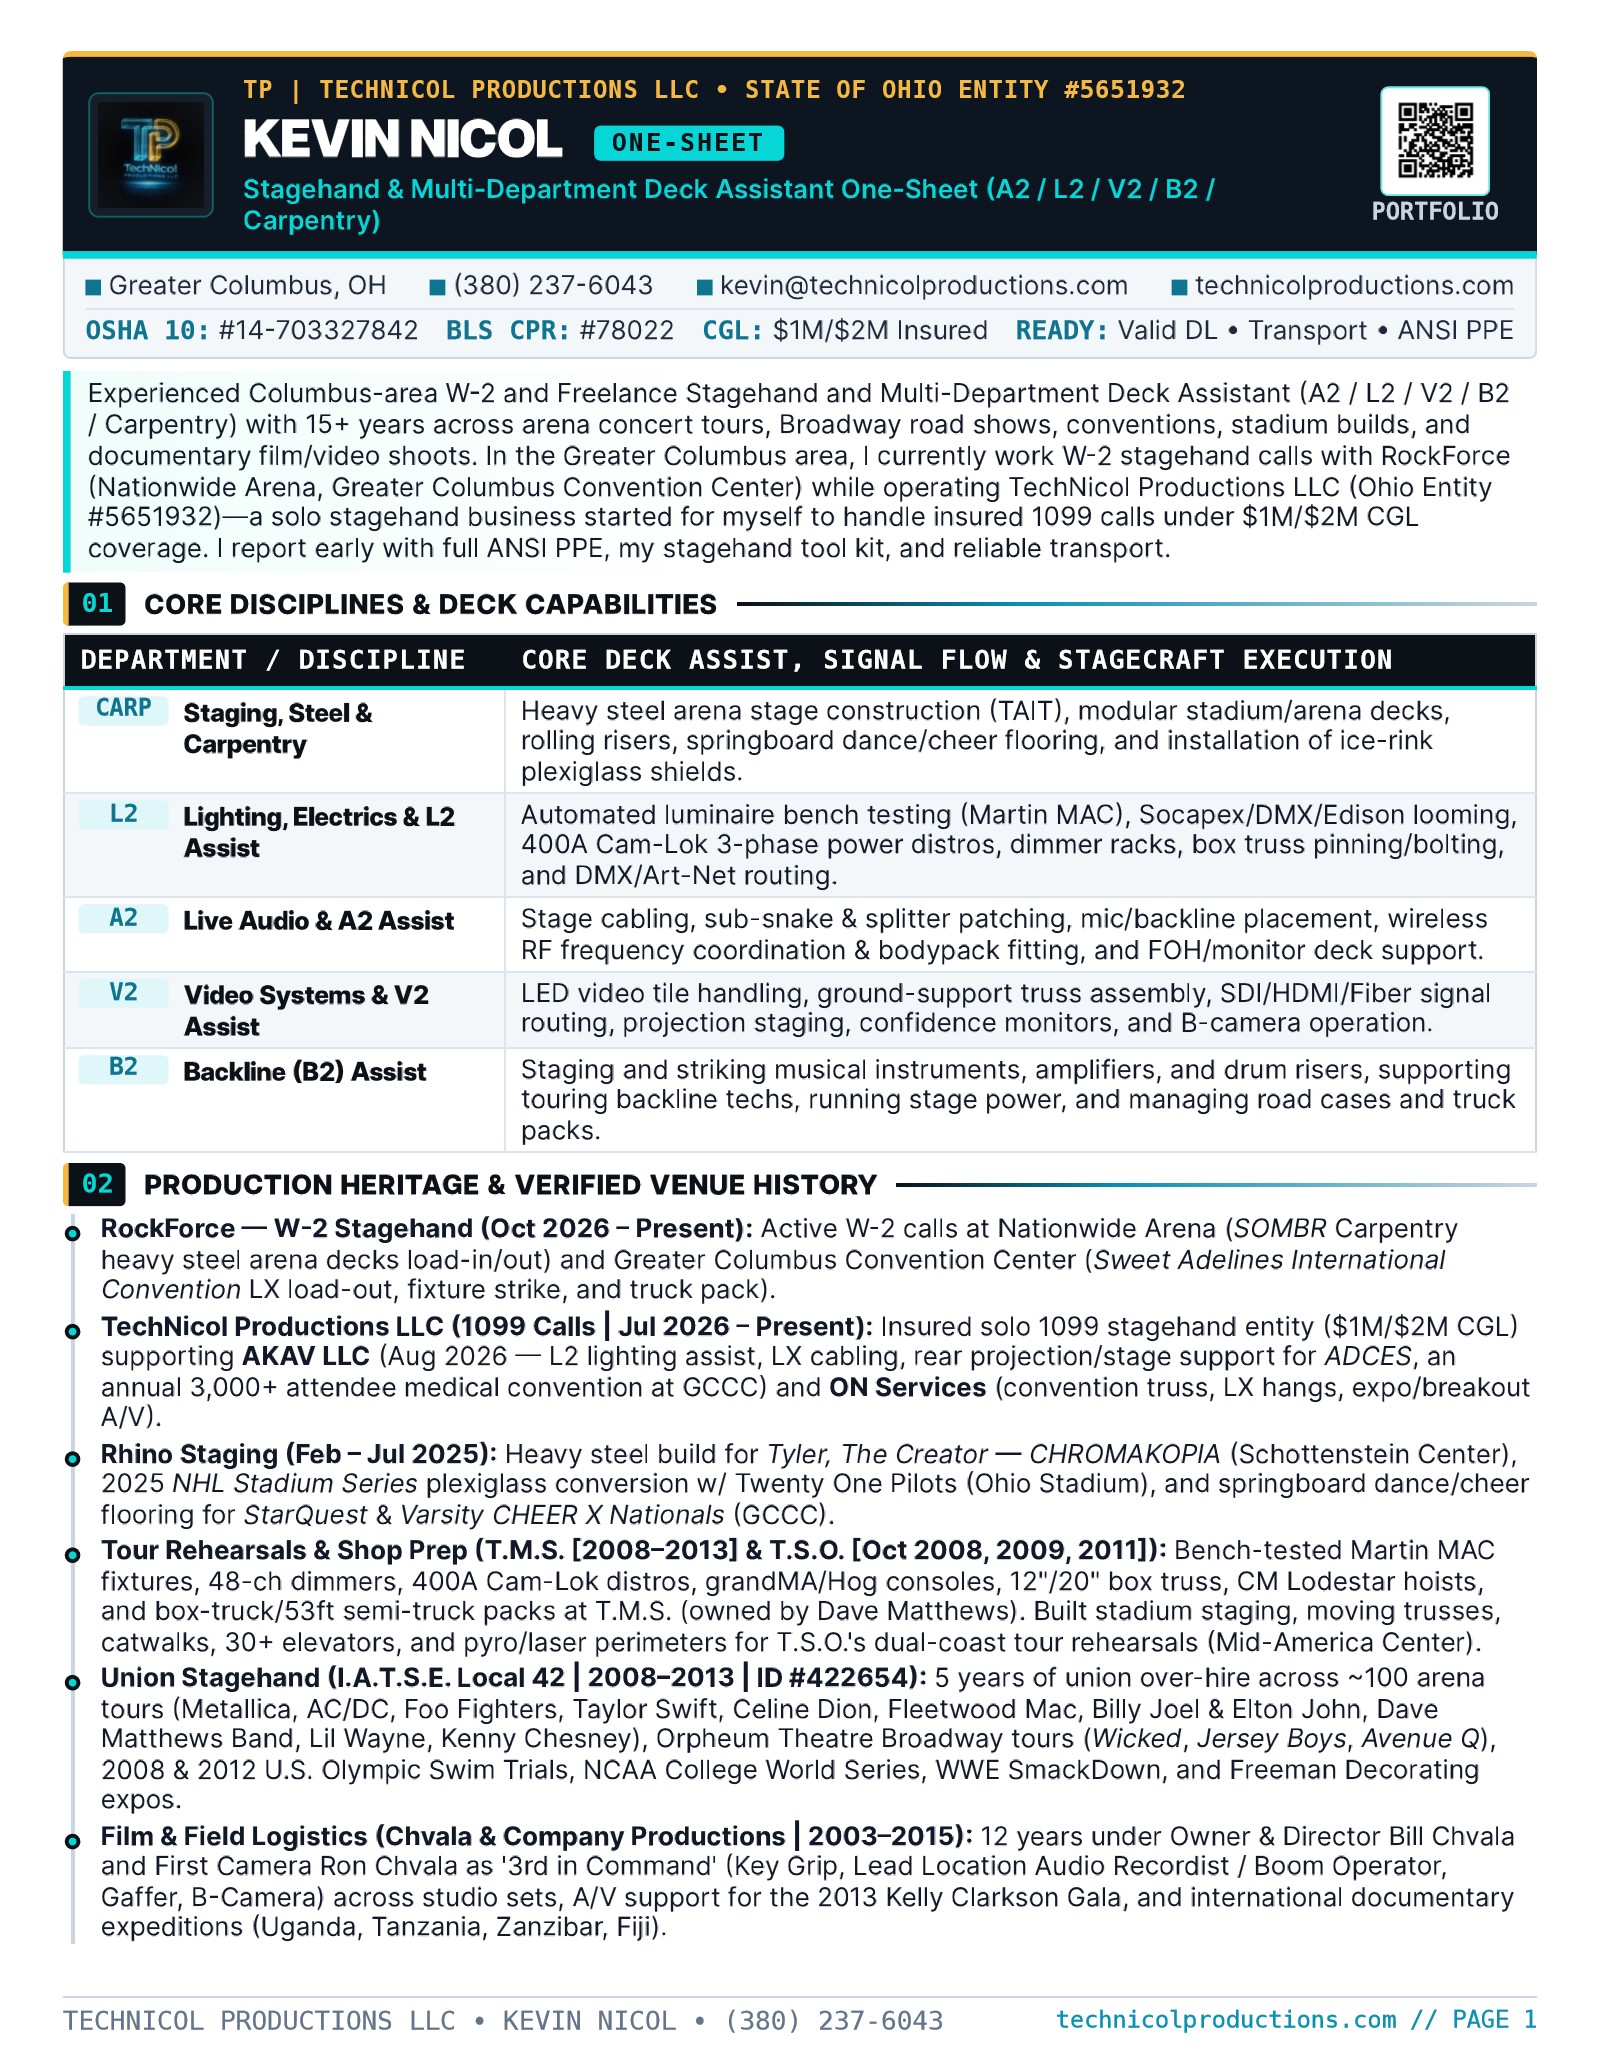 TP | TECHNICOL PRODUCTIONS LLC • STATE OF OHIO ENTITY #5651932
KEVIN NICOL ONE-SHEET
Stagehand & Multi-Department Deck Assistant One-Sheet (A2 / L2 / V2 / B2 /
Carpentry)
TP
TechNicol
PORTFOLIO
Greater Columbus, OH (380) 237-6043 kevin@technicolproductions.com technicolproductions.com
OSHA 10: #14-703327842 BLS CPR: #78022 CGL: $1M/$2M Insured READY: Valid DL • Transport • ANSI PPE
Experienced Columbus-area W-2 and Freelance Stagehand and Multi-Department Deck Assistant (A2 / L2 / V2 / B2
/ Carpentry) with 15+ years across arena concert tours, Broadway road shows, conventions, stadium builds, and
documentary film/video shoots. In the Greater Columbus area, I currently work W-2 stagehand calls with RockForce
(Nationwide Arena, Greater Columbus Convention Center) while operating TechNicol Productions LLC (Ohio Entity
#5651932)—a solo stagehand business started for myself to handle insured 1099 calls under $1M/$2M CGL
coverage. I report early with full ANSI PPE, my stagehand tool kit, and reliable transport.
01 CORE DISCIPLINES & DECK CAPABILITIES
DEPARTMENT / DISCIPLINE CORE DECK ASSIST, SIGNAL FLOW & STAGECRAFT EXECUTION
CARP Staging, Steel &
Carpentry
Heavy steel arena stage construction (TAIT), modular stadium/arena decks,
rolling risers, springboard dance/cheer flooring, and installation of ice-rink
plexiglass shields.
L2 Lighting, Electrics & L2
Assist
Automated luminaire bench testing (Martin MAC), Socapex/DMX/Edison looming,
400A Cam-Lok 3-phase power distros, dimmer racks, box truss pinning/bolting,
and DMX/Art-Net routing.
A2 Live Audio & A2 Assist
Stage cabling, sub-snake & splitter patching, mic/backline placement, wireless
RF frequency coordination & bodypack fitting, and FOH/monitor deck support.
V2 Video Systems & V2
Assist
LED video tile handling, ground-support truss assembly, SDI/HDMI/Fiber signal
routing, projection staging, confidence monitors, and B-camera operation.
B2 Backline (B2) Assist
Staging and striking musical instruments, amplifiers, and drum risers, supporting
touring backline techs, running stage power, and managing road cases and truck
packs.
02 PRODUCTION HERITAGE & VERIFIED VENUE HISTORY
RockForce — W-2 Stagehand (Oct 2026 – Present): Active W-2 calls at Nationwide Arena (SOMBR Carpentry
heavy steel arena decks load-in/out) and Greater Columbus Convention Center (Sweet Adelines International
Convention LX load-out, fixture strike, and truck pack).
TechNicol Productions LLC (1099 Calls | Jul 2026 – Present): Insured solo 1099 stagehand entity ($1M/$2M CGL)
supporting AKAV LLC (Aug 2026 — L2 lighting assist, LX cabling, rear projection/stage support for ADCES, an
annual 3,000+ attendee medical convention at GCCC) and ON Services (convention truss, LX hangs, expo/breakout
A/V).
Rhino Staging (Feb – Jul 2025): Heavy steel build for Tyler, The Creator — CHROMAKOPIA (Schottenstein Center),
2025 NHL Stadium Series plexiglass conversion w/ Twenty One Pilots (Ohio Stadium), and springboard dance/cheer
flooring for StarQuest & Varsity CHEER X Nationals (GCCC).
Tour Rehearsals & Shop Prep (T.M.S. [2008–2013] & T.S.O. [Oct 2008, 2009, 2011]): Bench-tested Martin MAC
fixtures, 48-ch dimmers, 400A Cam-Lok distros, grandMA/Hog consoles, 12"/20" box truss, CM Lodestar hoists,
and box-truck/53ft semi-truck packs at T.M.S. (owned by Dave Matthews). Built stadium staging, moving trusses,
catwalks, 30+ elevators, and pyro/laser perimeters for T.S.O.'s dual-coast tour rehearsals (Mid-America Center).
Union Stagehand (I.A.T.S.E. Local 42 | 2008–2013 | ID #422654): 5 years of union over-hire across ~100 arena
tours (Metallica, AC/DC, Foo Fighters, Taylor Swift, Celine Dion, Fleetwood Mac, Billy Joel & Elton John, Dave
Matthews Band, Lil Wayne, Kenny Chesney), Orpheum Theatre Broadway tours (Wicked, Jersey Boys, Avenue Q),
2008 & 2012 U.S. Olympic Swim Trials, NCAA College World Series, WWE SmackDown, and Freeman Decorating
expos.
Film & Field Logistics (Chvala & Company Productions | 2003–2015): 12 years under Owner & Director Bill Chvala
and First Camera Ron Chvala as '3rd in Command' (Key Grip, Lead Location Audio Recordist / Boom Operator,
Gaffer, B-Camera) across studio sets, A/V support for the 2013 Kelly Clarkson Gala, and international documentary
expeditions (Uganda, Tanzania, Zanzibar, Fiji).
TECHNICOL PRODUCTIONS LLC • KEVIN NICOL • (380) 237-6043 technicolproductions.com // PAGE 1